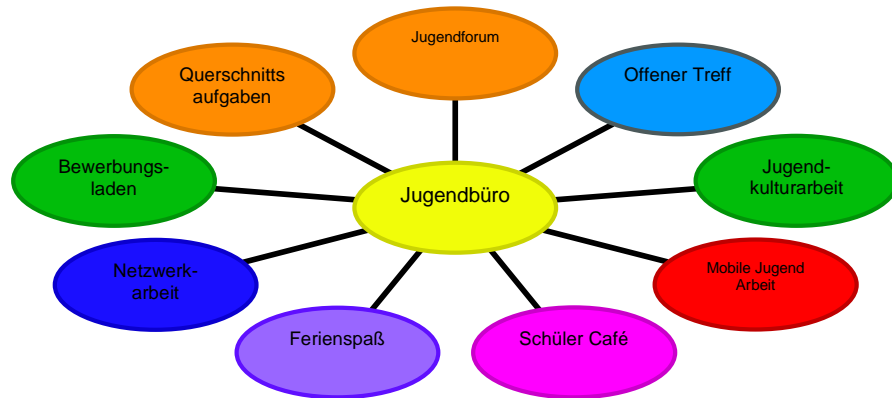 Jugendforum
Querschnitts
aufgaben
Offener Treff
Bewerbungs-
laden
Jugendbüro
Jugend-
kulturarbeit
Netzwerk-
arbeit
Mobile Jugend
Arbeit
Ferienspaß
Schüler Café